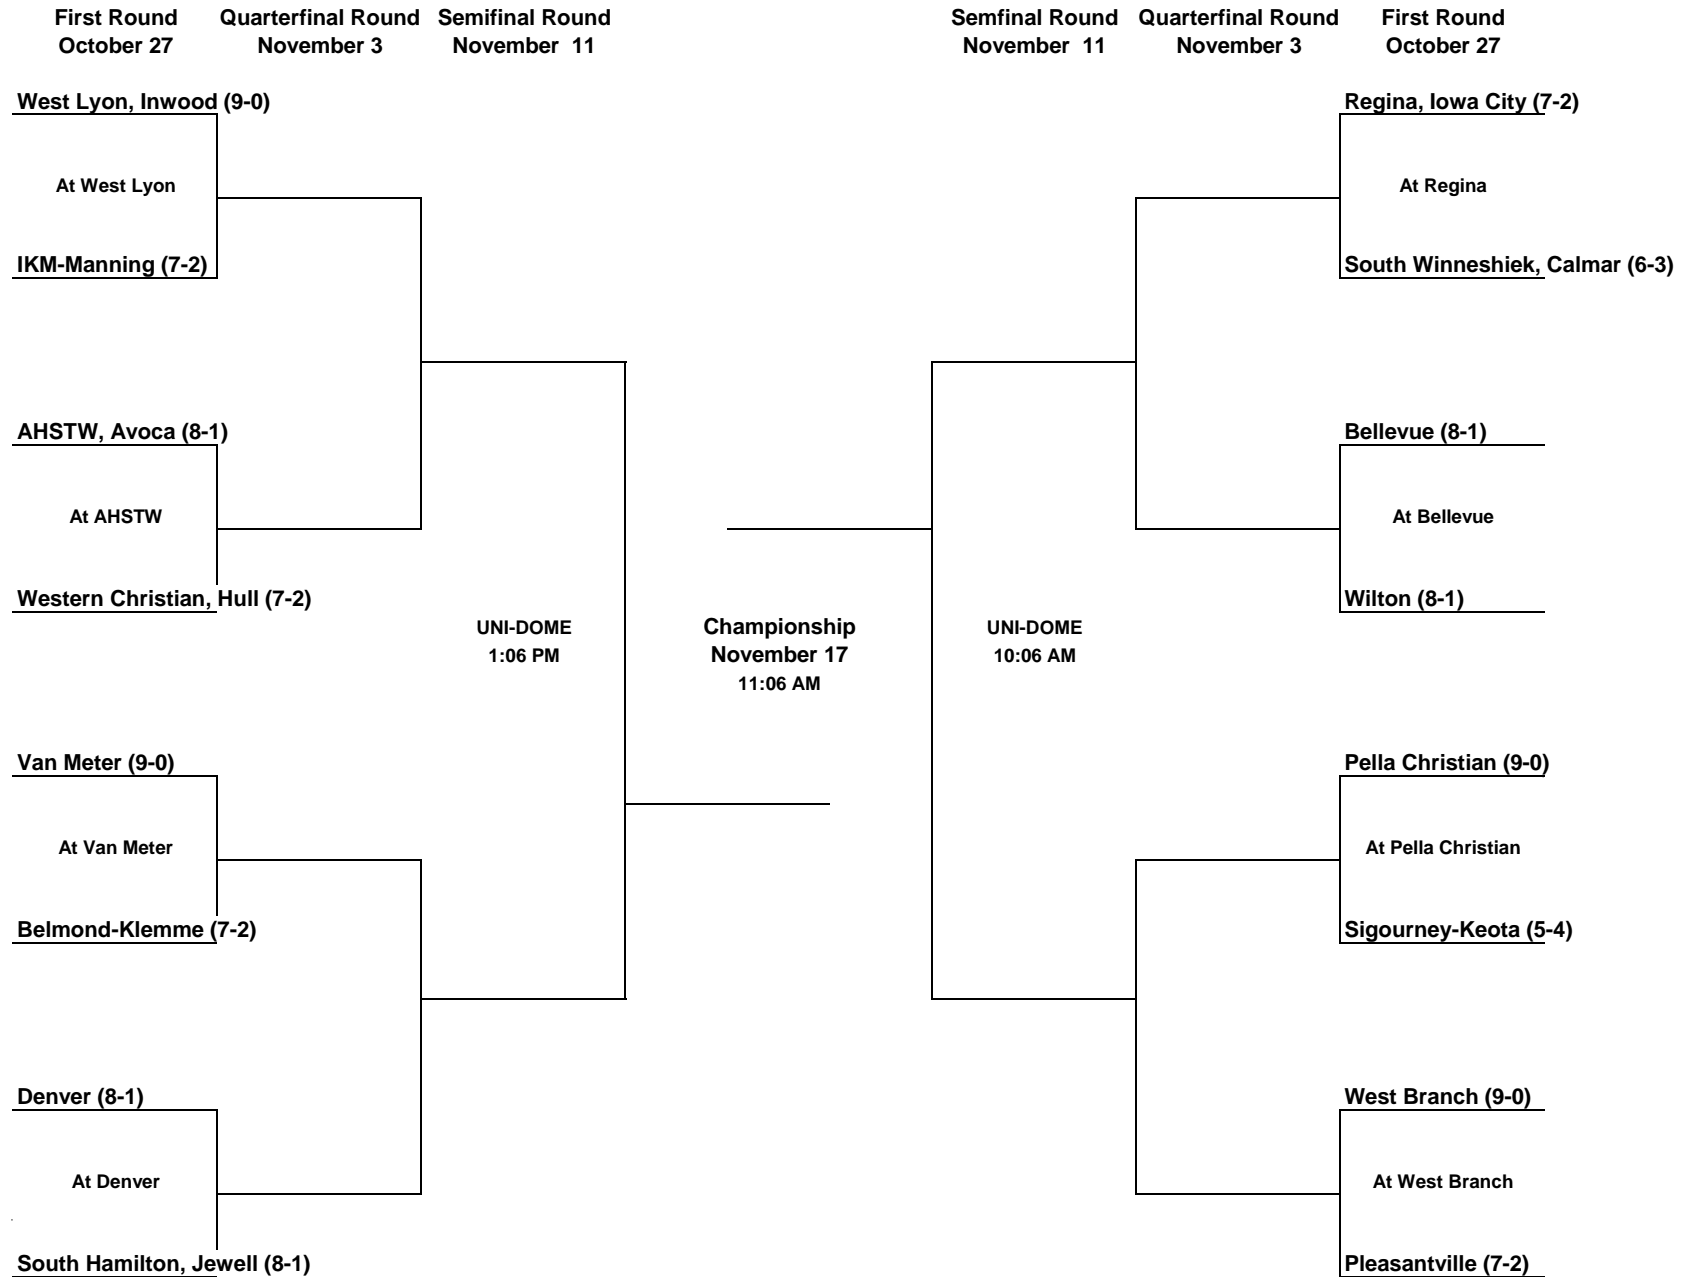 First Round Quarterfinal Round Semifinal Round Semfinal Round Quarterfinal Round First Round
October 27 November 3 November 11 November 11 November 3 October 27
West Lyon, Inwood (9-0) Regina, Iowa City (7-2)
At West Lyon At Regina
IKM-Manning (7-2) South Winneshiek, Calmar (6-3)
AHSTW, Avoca (8-1) Bellevue (8-1)
At AHSTW At Bellevue
Western Christian, Hull (7-2) Wilton (8-1)
UNI-DOME Championship UNI-DOME
1:06 PM November 17 10:06 AM
11:06 AM
Van Meter (9-0) Pella Christian (9-0)
At Van Meter At Pella Christian
Belmond-Klemme (7-2) Sigourney-Keota (5-4)
Denver (8-1) West Branch (9-0)
At Denver At West Branch
South Hamilton, Jewell (8-1) Pleasantville (7-2)